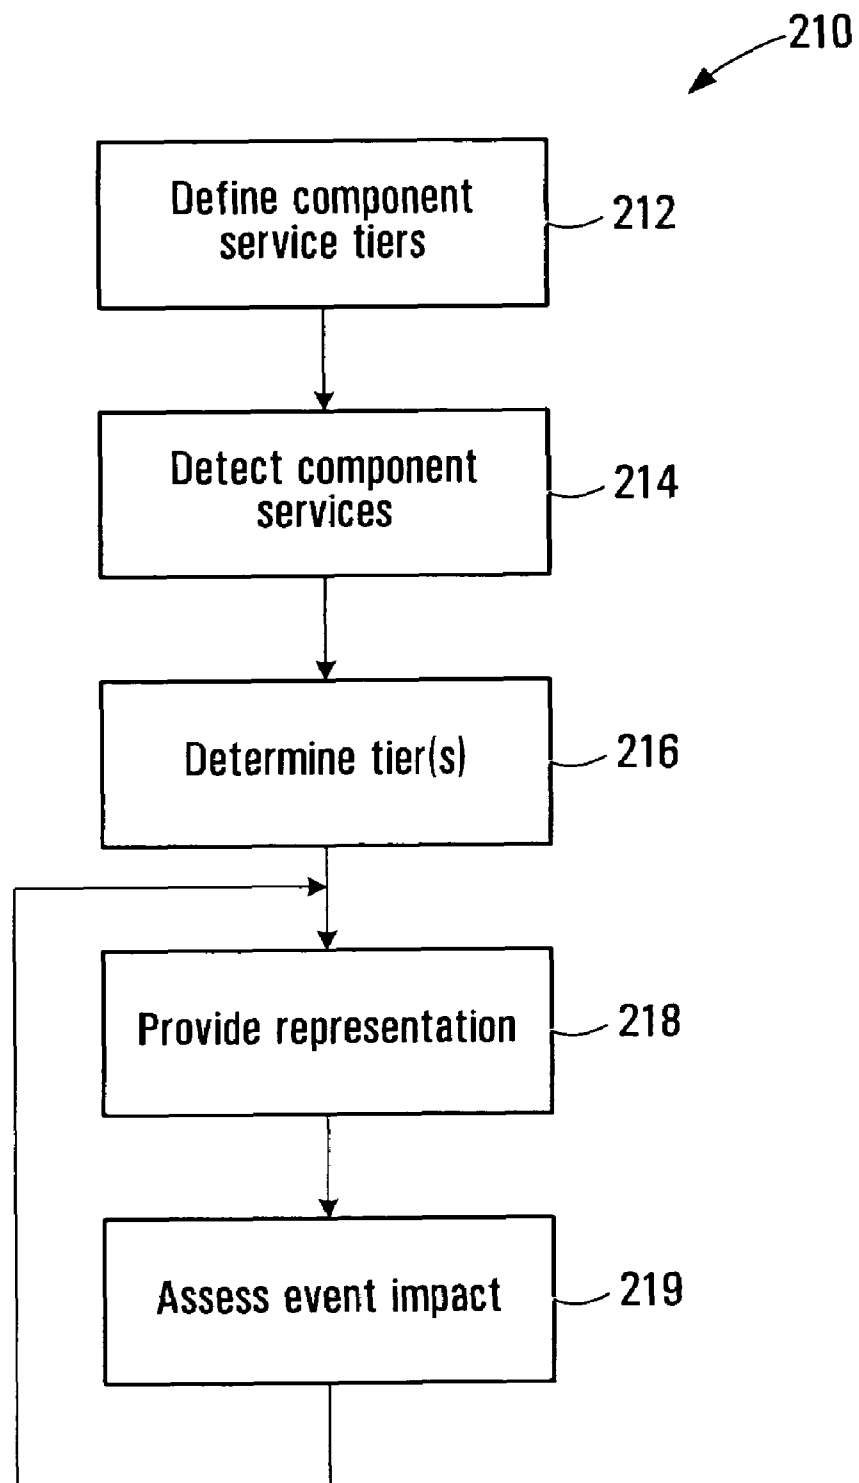 210
Define component
service tiers
212
Detect component
services
214
Determine tier(s)
216
Provide representation
218
Assess event impact
219